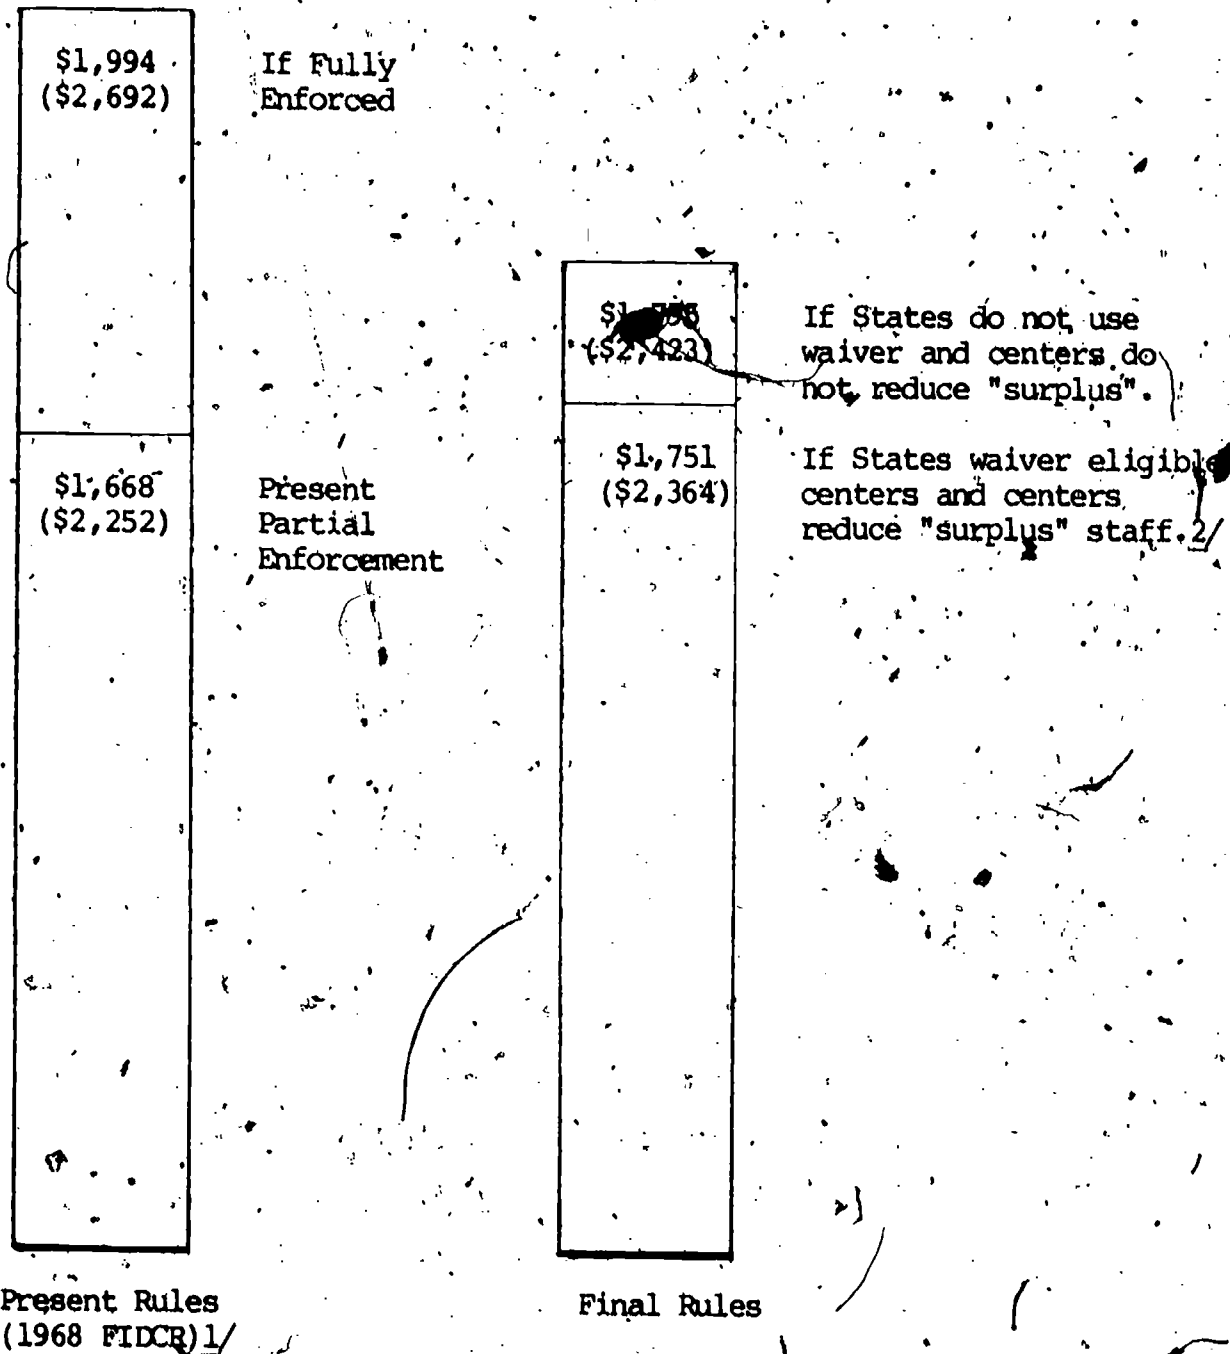 $1,994
($2,692)
If Fully
Enforced
($2,423)
If States do not use
waiver and centers do
not reduce "surplus".
$1,668
($2,252)
Present
Partial
Enforcement
$1,751
($2,364)
If States waiver eligible
centers and centers
reduce "surplus" staff.2/
Present Rules
(1968 FIDCR)1/
Final Rules